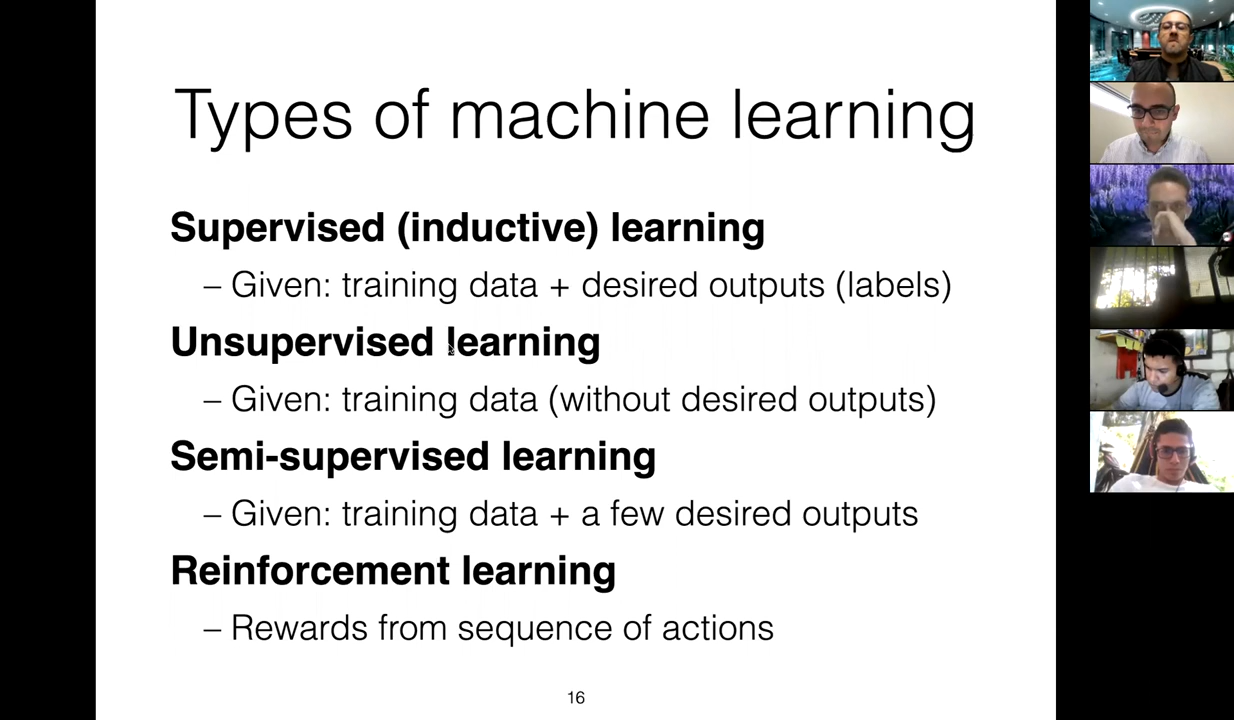 Types of machine learning
Supervised (inductive) learning
– Given: training data + desired outputs (labels)
Unsupervised learning
– Given: training data (without desired outputs)
Semi-supervised learning
– Given: training data + a few desired outputs
Reinforcement learning
– Rewards from sequence of actions
16